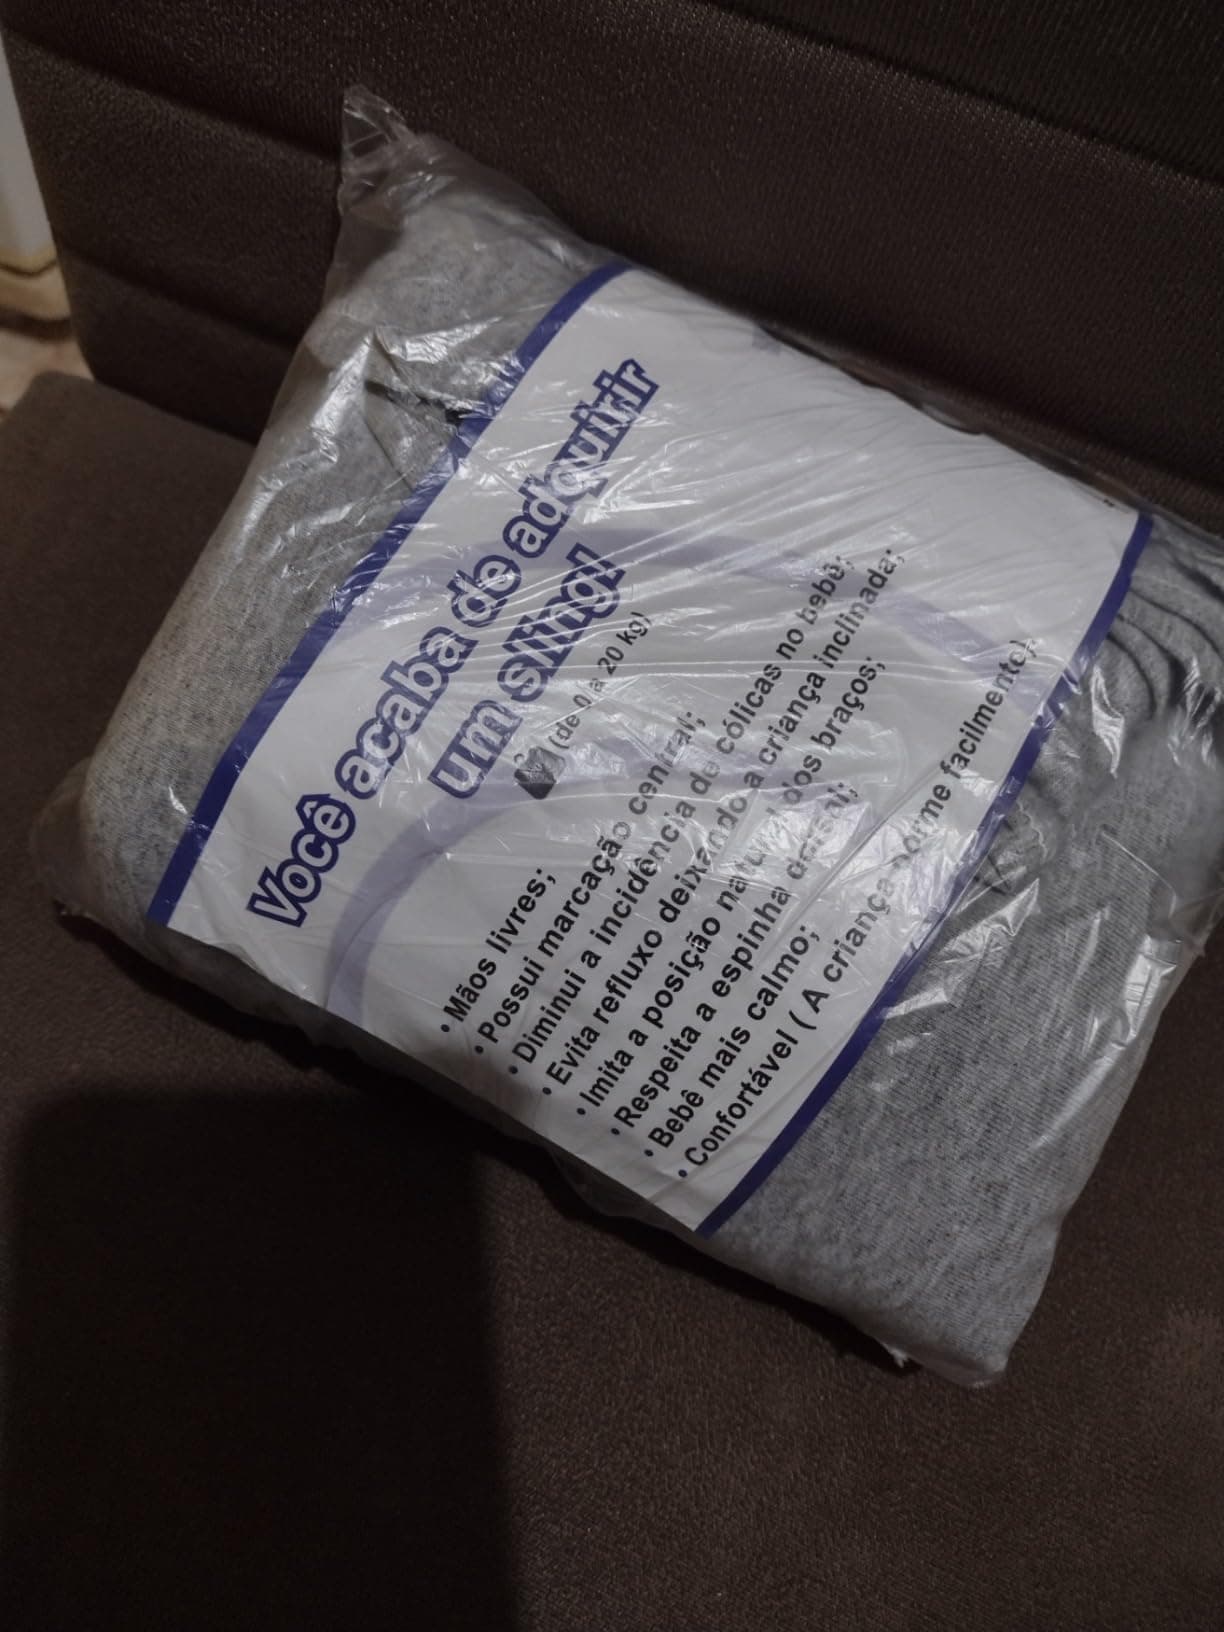 Você acaba de adquirir
um sling!
(de 0 a 20 kg)
• Mãos livres;
• Possui marcação central;
• Diminui a incidência de cólicas no bebê;
• Evita refluxo deixando a criança inclinada;
• Imita a posição natural dos braços;
• Respeita a espinha dorsal;
• Bebê mais calmo;
• Confortável ( A criança dorme facilmente).